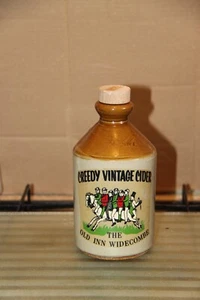 CREEDY VINTAGE CIDER
THE
OLD INN WIDECOMBE